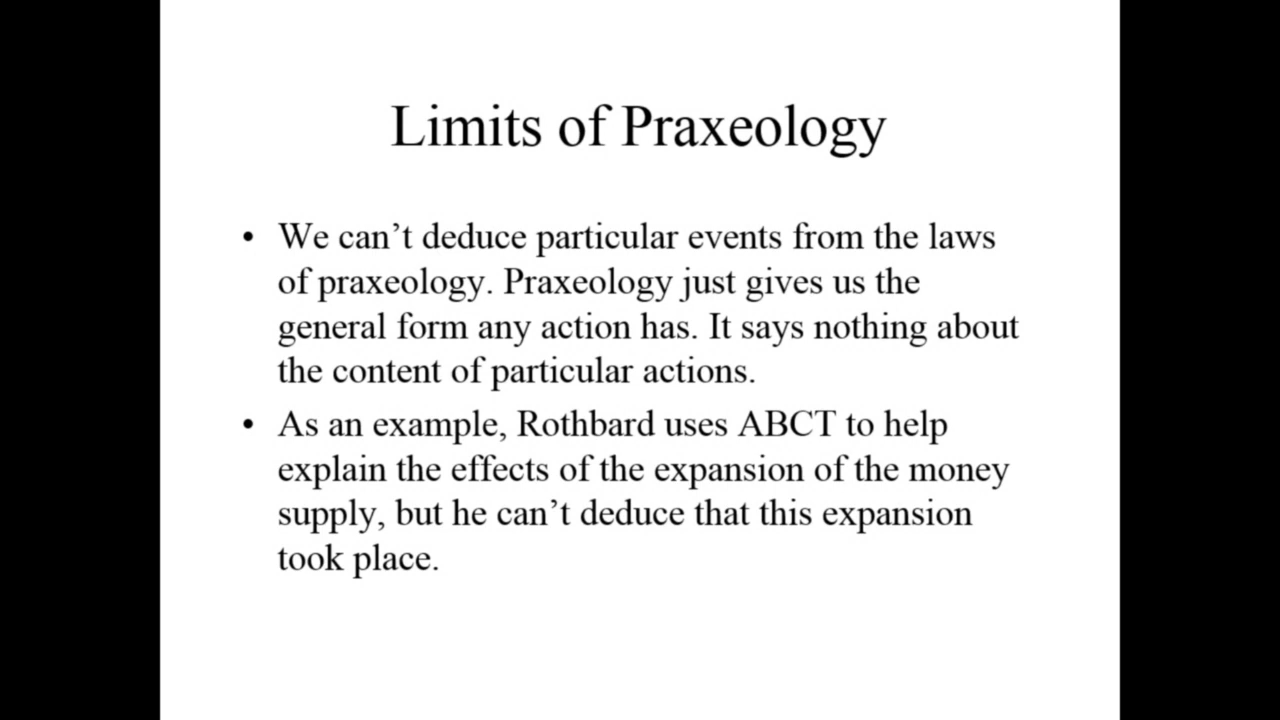 Limits of Praxeology
• We can’t deduce particular events from the laws
of praxeology. Praxeology just gives us the
general form any action has. It says nothing about
the content of particular actions.
• As an example, Rothbard uses ABCT to help
explain the effects of the expansion of the money
supply, but he can’t deduce that this expansion
took place.